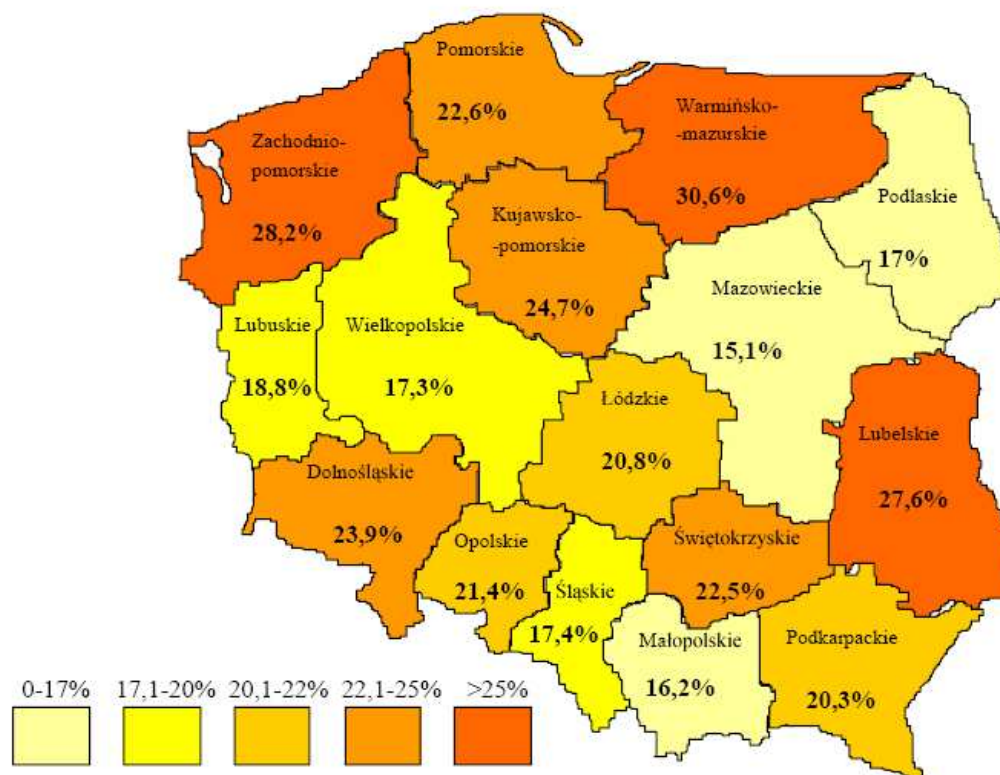 Pomorskie
22,6%
Warmińsko-
-mazurskie
30,6%
Zachodnio-
pomorskie
28,2%
Podlaskie
17%
Kujawsko-
-pomorskie
24,7%
Mazowieckie
15,1%
Lubuskie
18,8%
Wielkopolskie
17,3%
Łódzkie
20,8%
Lubelskie
27,6%
Dolnośląskie
23,9%
Opolskie
21,4%
Śląskie
17,4%
Świętokrzyskie
22,5%
Małopolskie
16,2%
Podkarpackie
20,3%
0-17%
17,1-20%
20,1-22%
22,1-25%
>25%